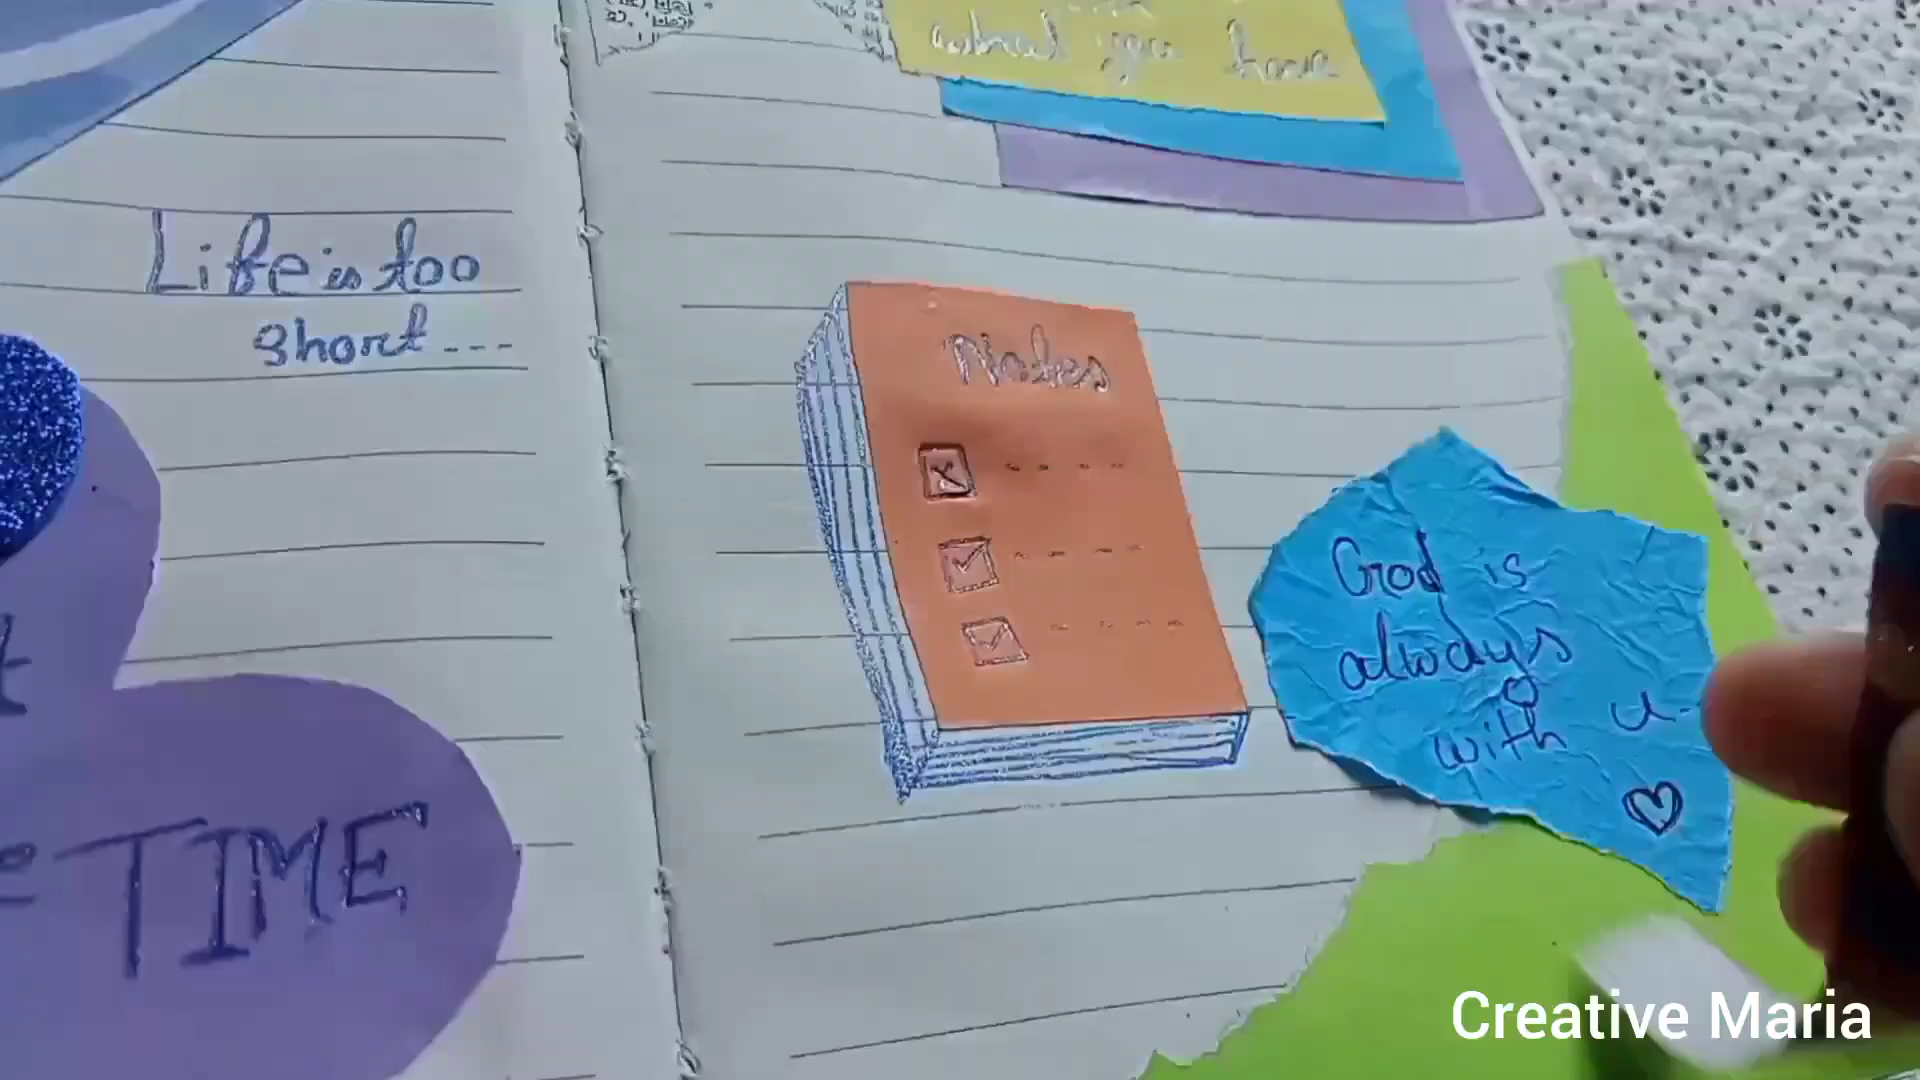 what you have
Life is too
short ---
TIME
Notes
God is
always
with u
Creative Maria